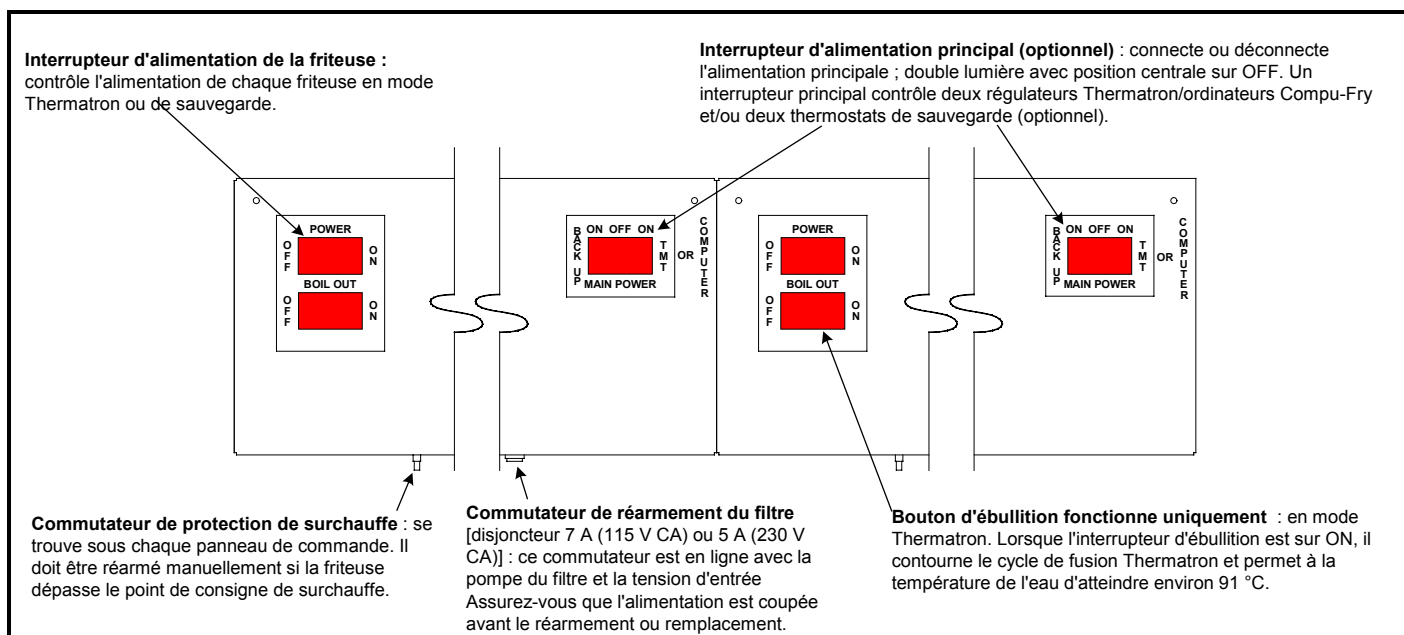 Interrupteur d'alimentation de la friteuse :
contrôle l'alimentation de chaque friteuse en mode
Thermatron ou de sauvegarde.
Interrupteur d'alimentation principal (optionnel) : connecte ou déconnecte
l'alimentation principale ; double lumière avec position centrale sur OFF. Un
interrupteur principal contrôle deux régulateurs Thermatron/ordinateurs Compu-Fry
et/ou deux thermostats de sauvegarde (optionnel).
POWER
OFF
ON
BOIL OUT
OFF
ON
BACK UP
ON OFF ON
TMT
OR
COMPUTER
MAIN POWER
POWER
OFF
ON
BOIL OUT
OFF
ON
BACK UP
ON OFF ON
TMT
OR
COMPUTER
MAIN POWER
Commutateur de protection de surchauffe : se
trouve sous chaque panneau de commande. Il
doit être réarmé manuellement si la friteuse
dépasse le point de consigne de surchauffe.
Commutateur de réarmement du filtre
[disjoncteur 7 A (115 V CA) ou 5 A (230 V
CA)] : ce commutateur est en ligne avec la
pompe du filtre et la tension d'entrée
Assurez-vous que l'alimentation est coupée
avant le réarmement ou remplacement.
Bouton d'ébullition fonctionne uniquement : en mode
Thermatron. Lorsque l'interrupteur d'ébullition est sur ON, il
contourne le cycle de fusion Thermatron et permet à la
température de l'eau d'atteindre environ 91 °C.